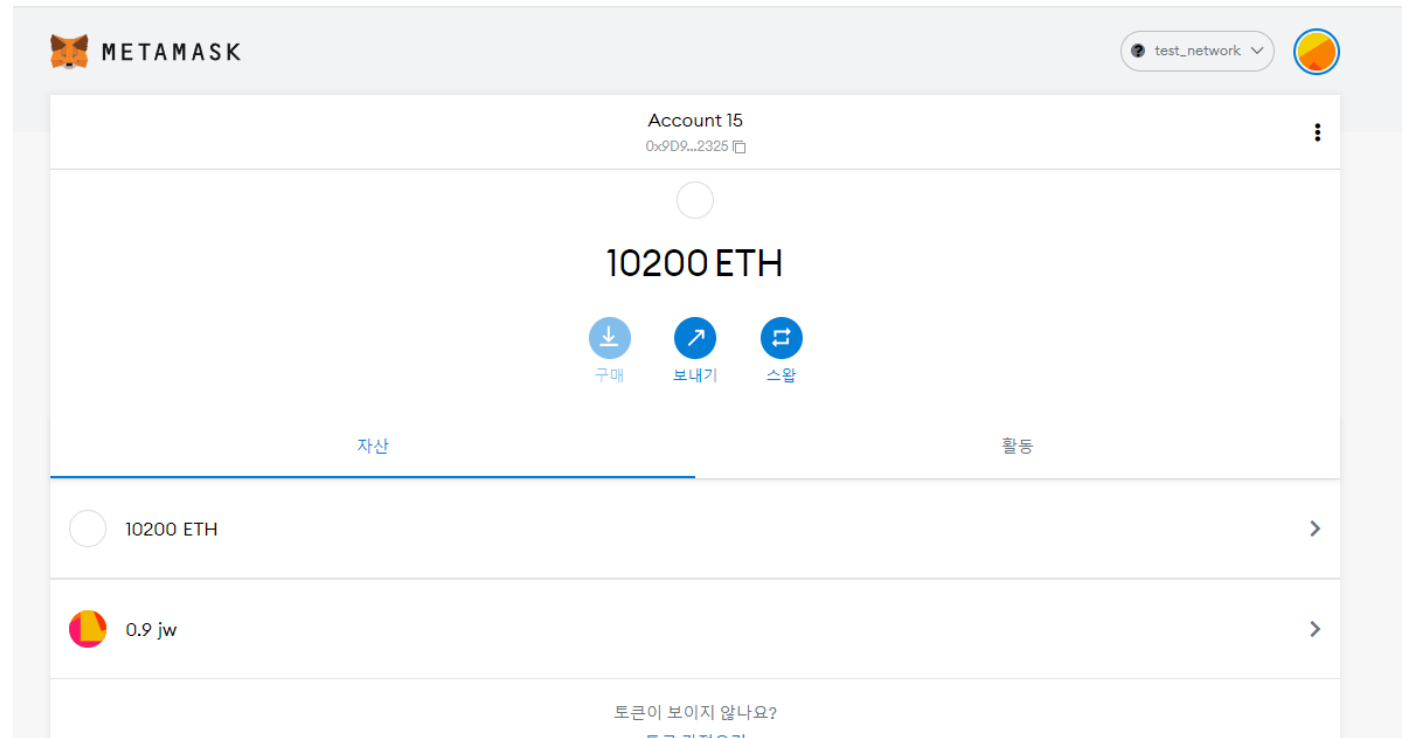 METAMASK
test_network
Account 15
0x9D9...2325
10200 ETH
구매 보내기 스왑
자산 활동
10200 ETH
0.9 jw
토큰이 보이지 않나요?